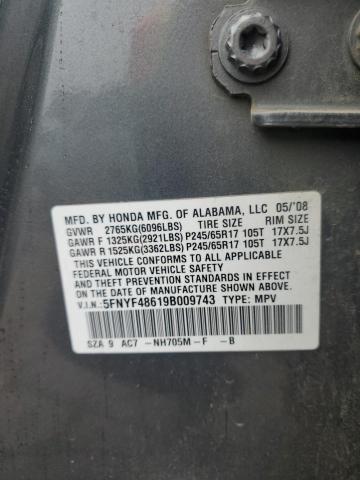 MFD. BY HONDA MFG. OF ALABAMA, LLC 05/'08
GVWR 2765KG(6096LBS) TIRE SIZE RIM SIZE
GAWR F 1325KG(2921LBS) P245/65R17 105T 17X7.5J
GAWR R 1525KG(3362LBS) P245/65R17 105T 17X7.5J
THIS VEHICLE CONFORMS TO ALL APPLICABLE
FEDERAL MOTOR VEHICLE SAFETY AND THEFT
PREVENTION STANDARDS IN EFFECT ON THE DATE
OF MANUFACTURE SHOWN ABOVE.
V.I.N.:5FNYF48619B009743 TYPE: MPV
SZA 9 AC7 -NH705M-F -B